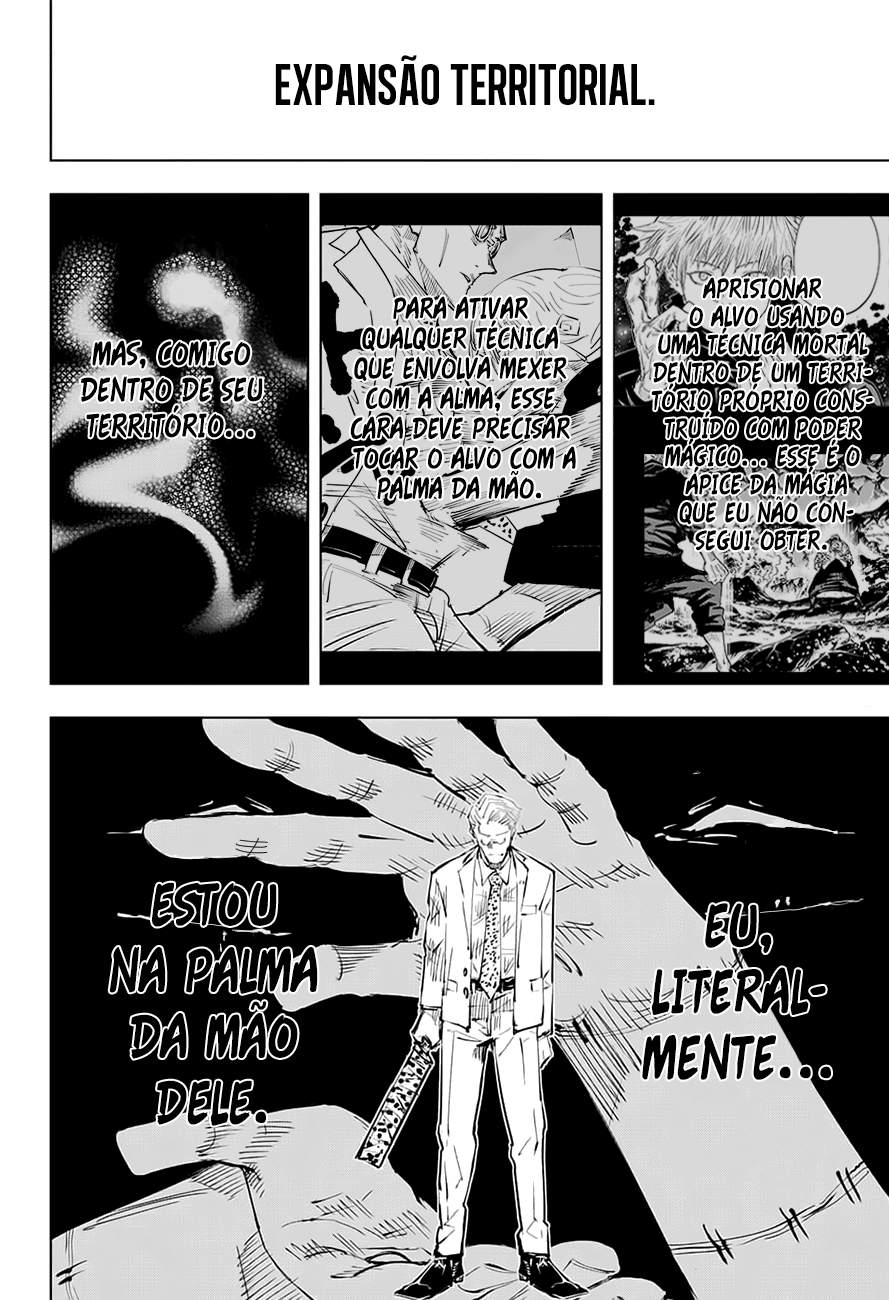 EXPANSÃO TERRITORIAL.
APRISIONAR
O ALVO USANDO
UMA TÉCNICA MORTAL
DENTRO DE UM TERRI-
TÓRIO PRÓPRIO CONS-
TRUÍDO COM PODER
MÁGICO... ESSE É O
ÁPICE DA MAGIA
QUE EU NÃO CON-
SEGUI OBTER.
PARA ATIVAR
QUALQUER TÉCNICA
QUE ENVOLVA MEXER
COM A ALMA, ESSE
CARA DEVE PRECISAR
TOCAR O ALVO COM A
PALMA DA MÃO.
MAS, COMIGO
DENTRO DE SEU
TERRITÓRIO...
EU,
LITERAL-
MENTE...
ESTOU
NA PALMA
DA MÃO
DELE.